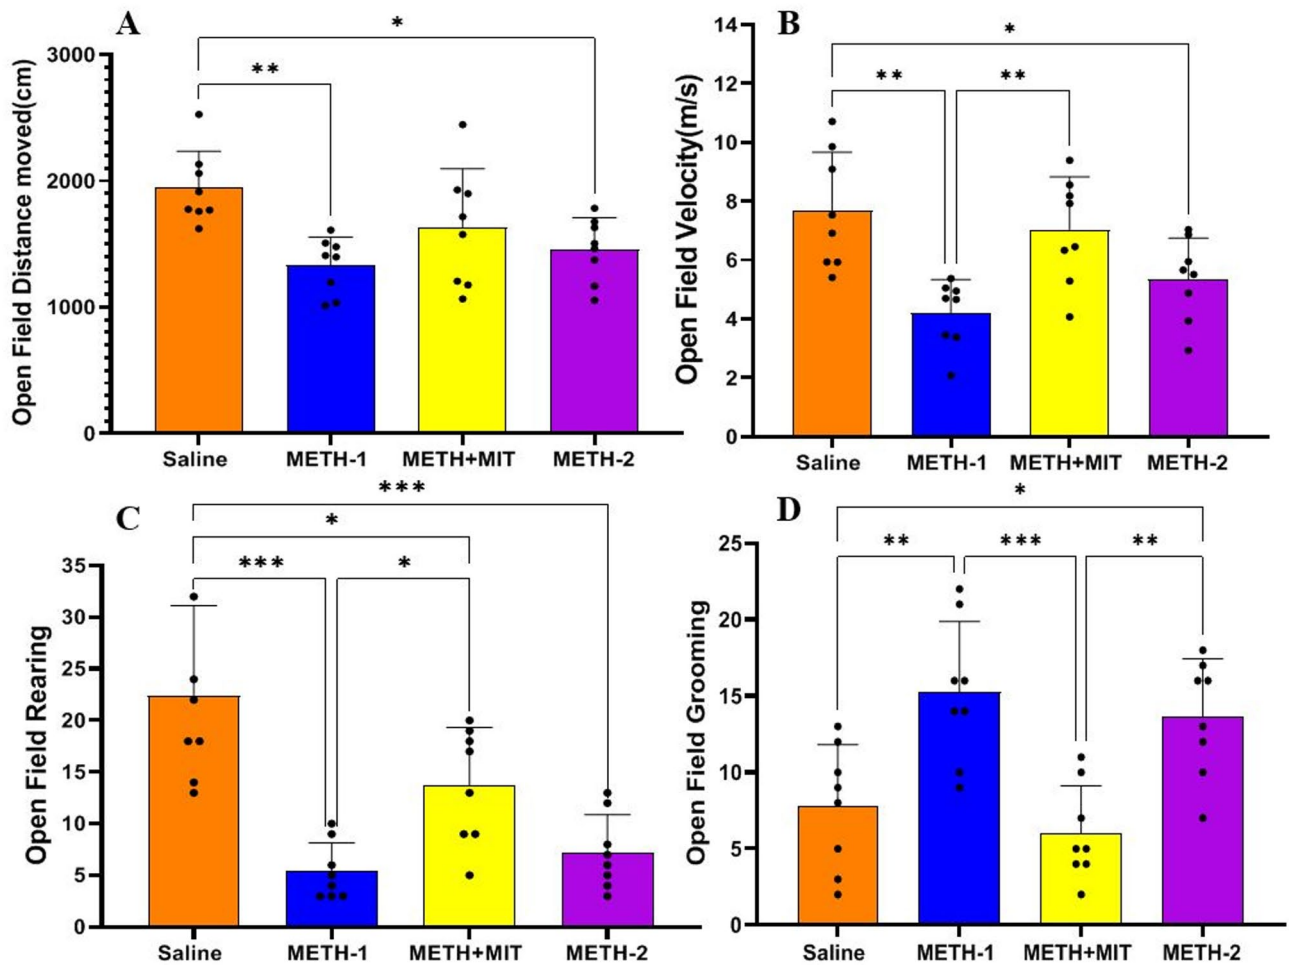 A
Open Field Distance moved(cm)
3000
2000
1000
0
*
**
Saline METH-1 METH+MIT METH-2
B
Open Field Velocity(m/s)
14
12
10
8
6
4
2
0
*
** **
Saline METH-1 METH+MIT METH-2
C
Open Field Rearing
35
30
25
20
15
10
5
0
***
*
*** *
Saline METH-1 METH+MIT METH-2
D
Open Field Grooming
25
20
15
10
5
0
*
** *** **
Saline METH-1 METH+MIT METH-2